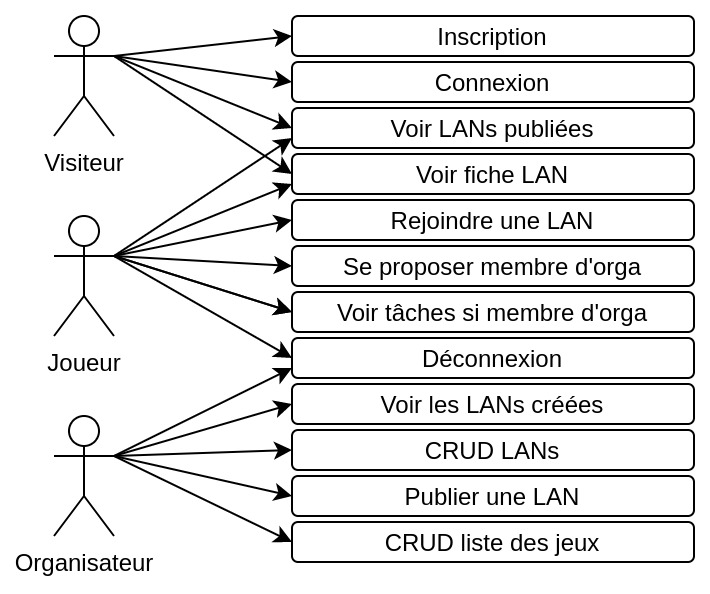 Inscription
Connexion
Voir LANs publiées
Visiteur
Voir fiche LAN
Rejoindre une LAN
Se proposer membre d'orga
Voir tâches si membre d'orga
Joueur
Déconnexion
Voir les LANs créées
CRUD LANs
Publier une LAN
CRUD liste des jeux
Organisateur